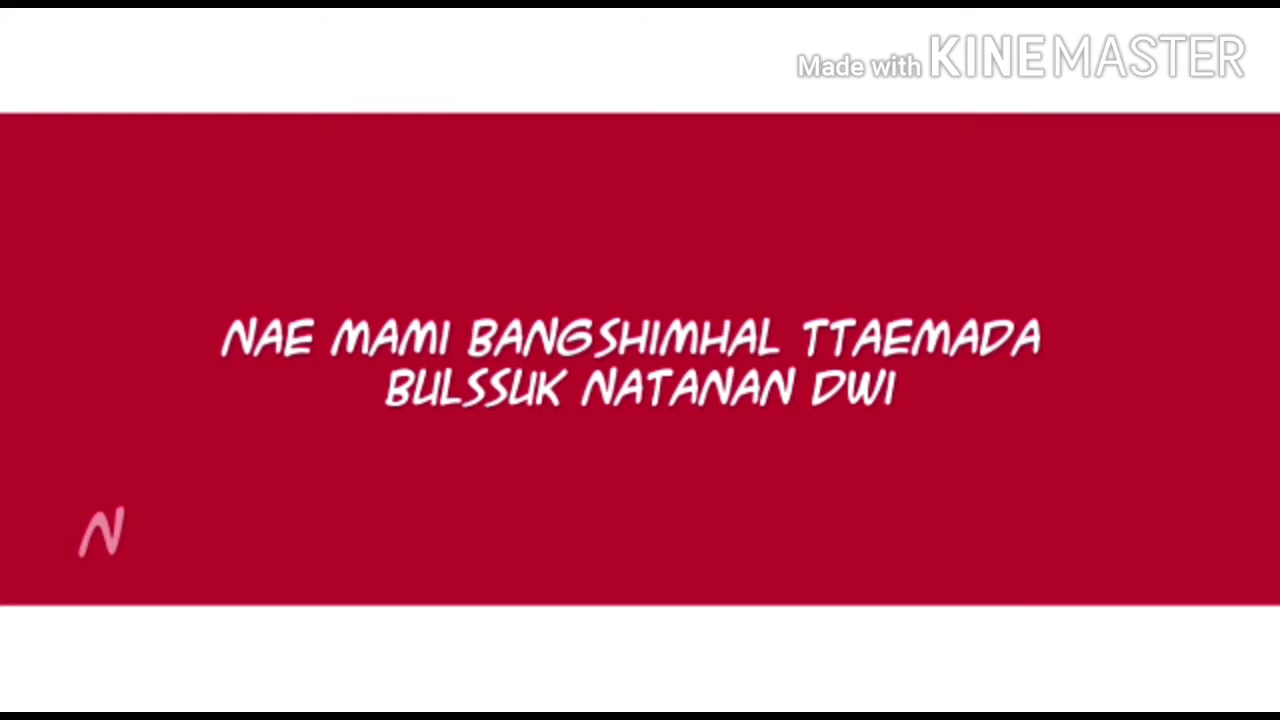 Made with KINEMASTER
NAE MAMI BANGSHIMHAL TTAEMADA
BULSSUK NATANAN DWI
N